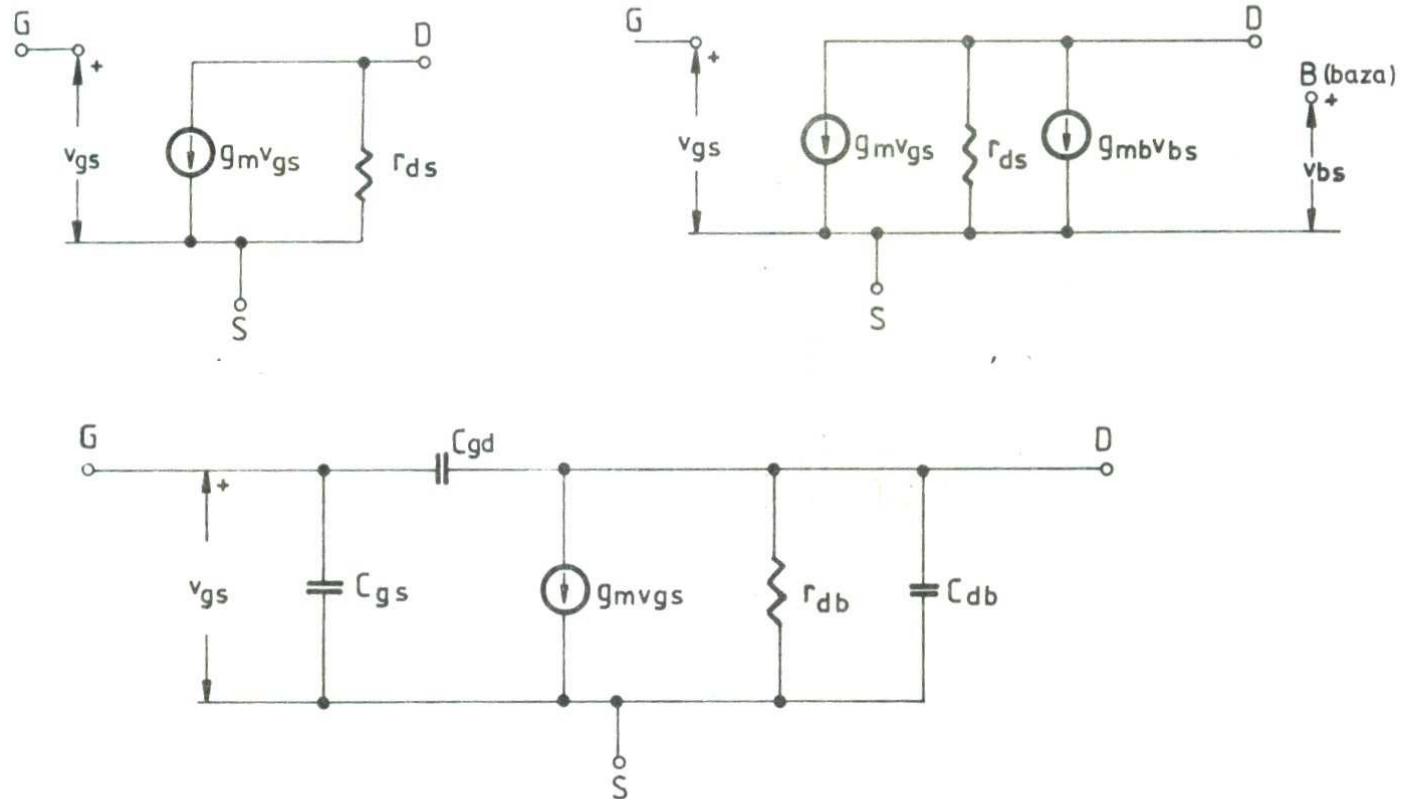 G
D
+
vgs
gmvgs
rds
S
G
D
B (baza)
+
+
vgs
gmvgs
rds
gmbvbs
vbs
S
G
Cgd
D
+
vgs
Cgs
gmvgs
rdb
Cdb
S